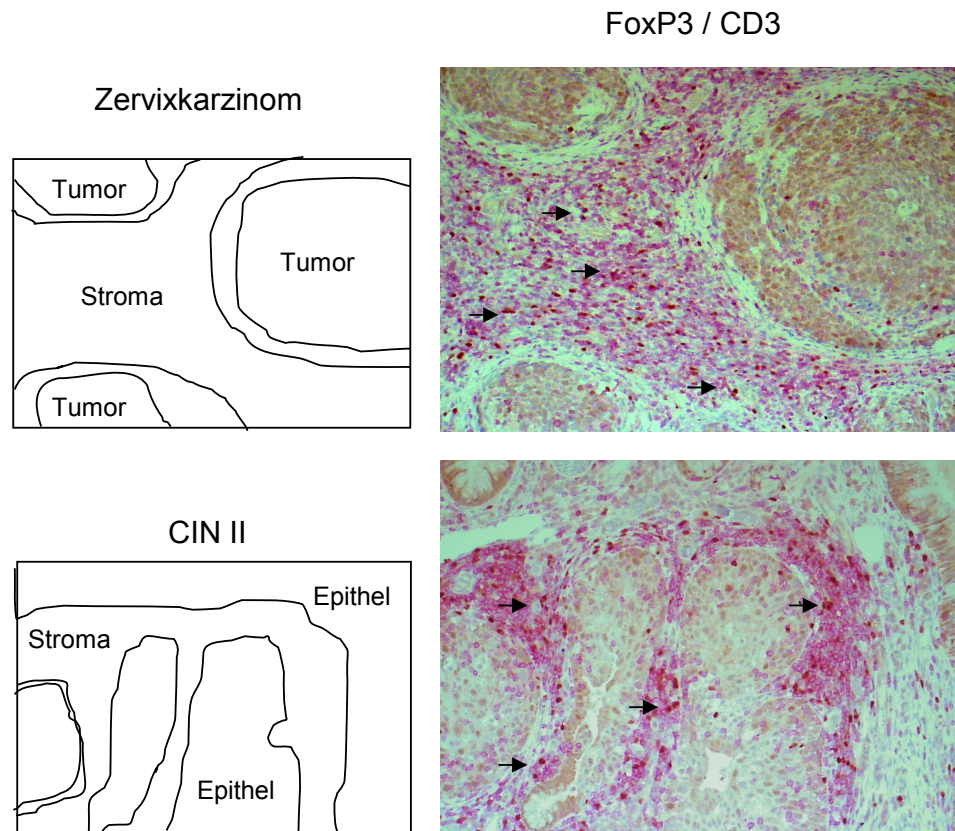 FoxP3 / CD3
Zervixkarzinom
Tumor
Tumor
Stroma
Tumor
CIN II
Epithel
Stroma
Epithel